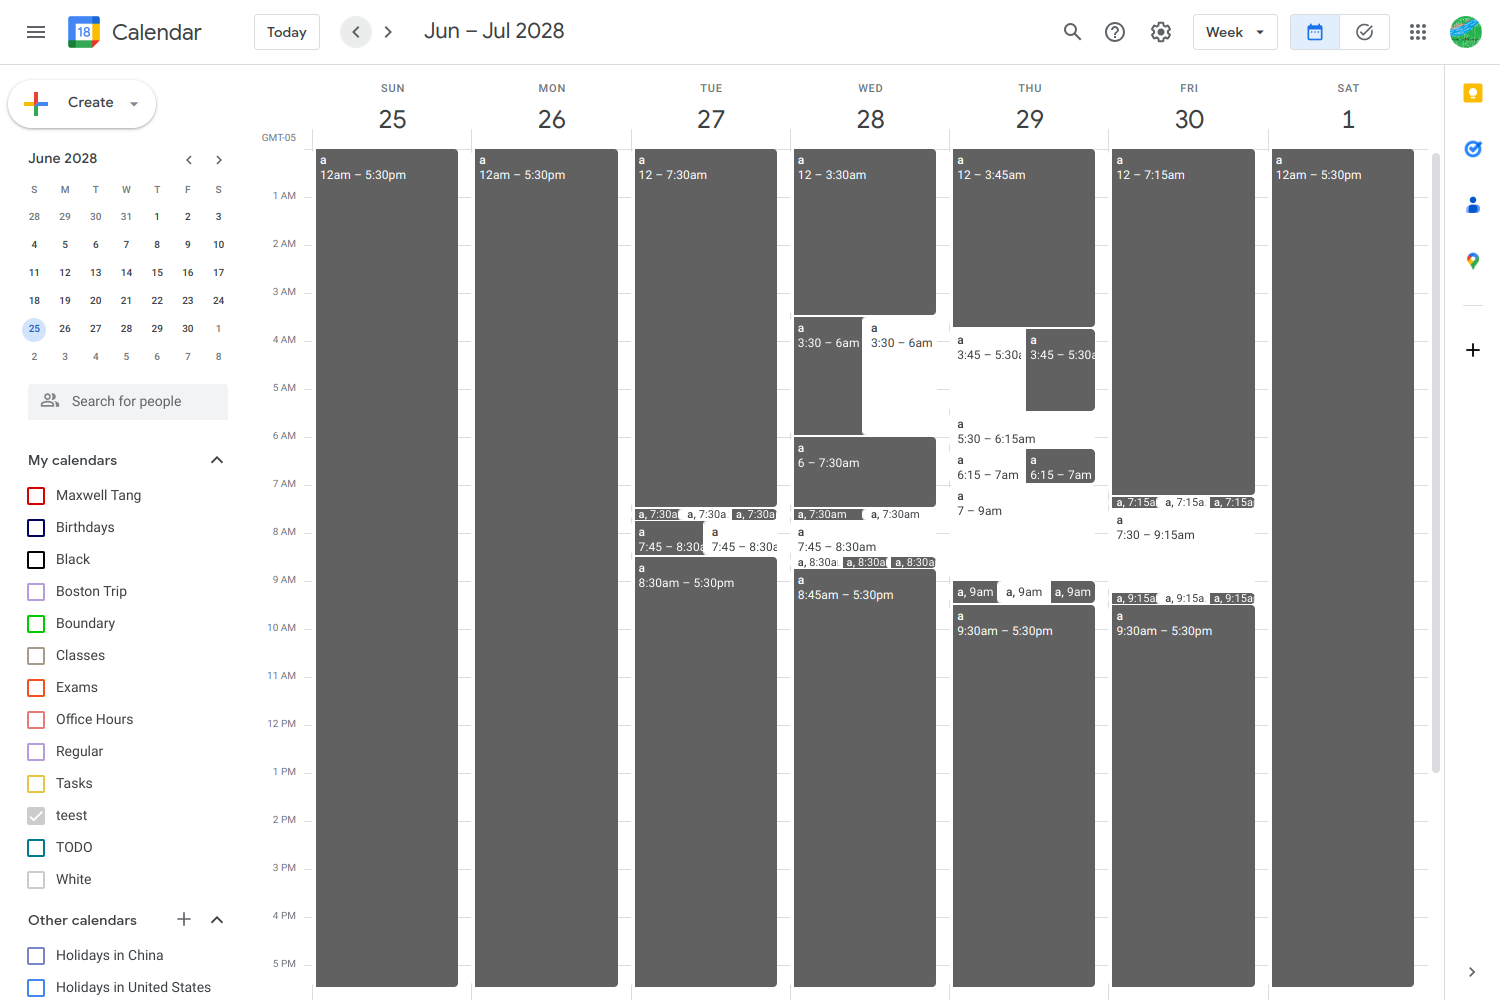 18 Calendar Today Jun – Jul 2028 Week
Create
June 2028
S M T W T F S
28 29 30 31 1 2 3
4 5 6 7 8 9 10
11 12 13 14 15 16 17
18 19 20 21 22 23 24
25 26 27 28 29 30 1
2 3 4 5 6 7 8
Search for people
My calendars
Maxwell Tang
Birthdays
Black
Boston Trip
Boundary
Classes
Exams
Office Hours
Regular
Tasks
teest
TODO
White
Other calendars
Holidays in China
Holidays in United States
GMT-05
1 AM
2 AM
3 AM
4 AM
5 AM
6 AM
7 AM
8 AM
9 AM
10 AM
11 AM
12 PM
1 PM
2 PM
3 PM
4 PM
5 PM
SUN
25
a
12am – 5:30pm
MON
26
a
12am – 5:30pm
TUE
27
a
12 – 7:30am
a, 7:30a a, 7:30a a, 7:30a
a a
7:45 – 8:30a 7:45 – 8:30a
a
8:30am – 5:30pm
WED
28
a
12 – 3:30am
a a
3:30 – 6am 3:30 – 6am
a
6 – 7:30am
a, 7:30am a, 7:30am
a
7:45 – 8:30am
a, 8:30a a, 8:30a a, 8:30a
a
8:45am – 5:30pm
THU
29
a
12 – 3:45am
a a
3:45 – 5:30a 3:45 – 5:30a
a
5:30 – 6:15am
a a
6:15 – 7am 6:15 – 7am
a
7 – 9am
a, 9am a, 9am a, 9am
a
9:30am – 5:30pm
FRI
30
a
12 – 7:15am
a, 7:15a a, 7:15a a, 7:15a
a
7:30 – 9:15am
a, 9:15a a, 9:15a a, 9:15a
a
9:30am – 5:30pm
SAT
1
a
12am – 5:30pm